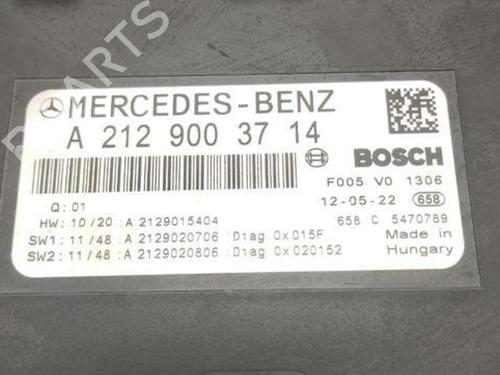 PARTS
MERCEDES-BENZ
A 212 900 37 14
BOSCH
Q: 01
F005 V0 1306
12-05-22 658
HW: 10/20 : A 2129015404
658 C 5470789
SW1: 11/48 : A 2129020706 : Diag 0x015F
Made in
SW2: 11/48 : A 2129020806 : Diag 0x020152
Hungary